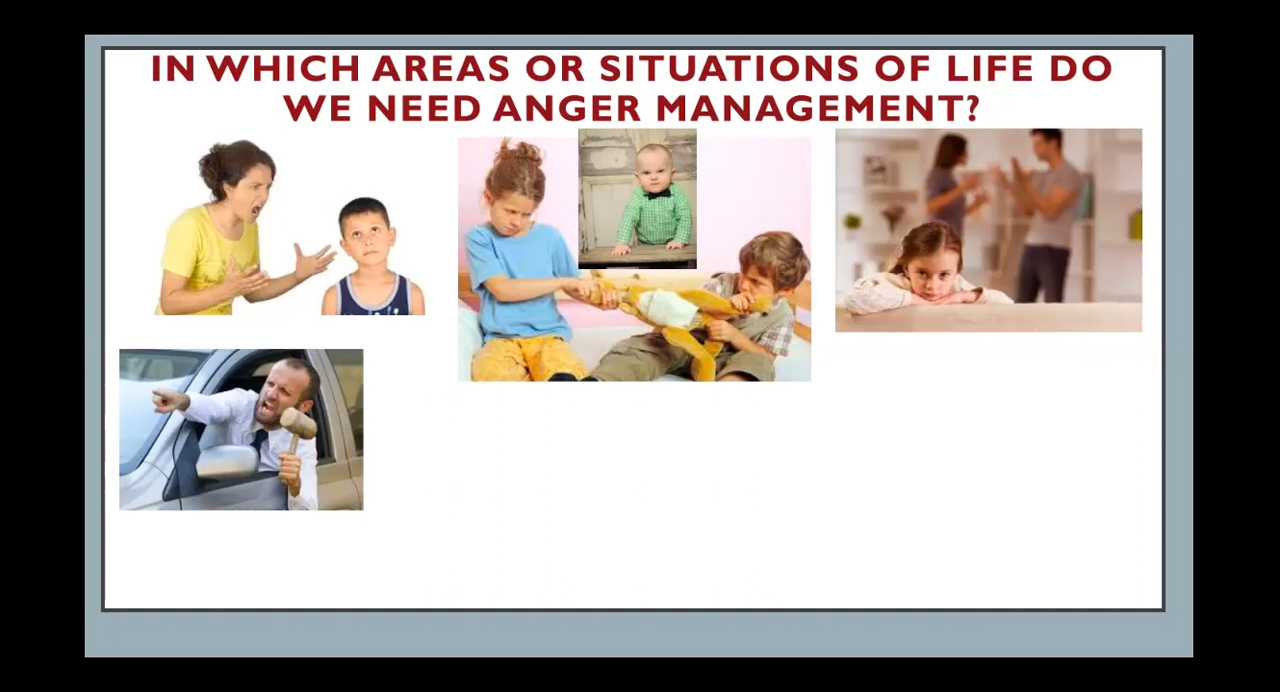 IN WHICH AREAS OR SITUATIONS OF LIFE DO
WE NEED ANGER MANAGEMENT?